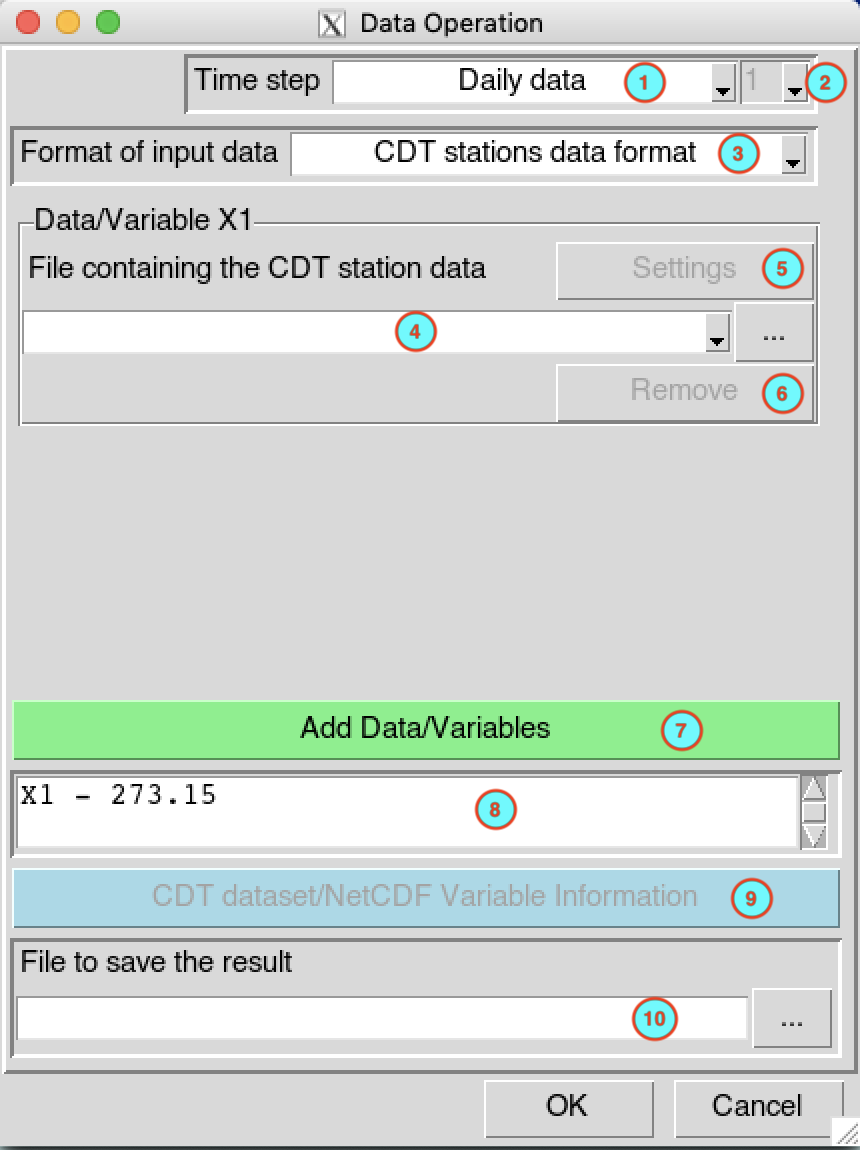 X Data Operation
Time step Daily data 1 1 2
Format of input data CDT stations data format 3
Data/Variable X1
File containing the CDT station data Settings 5
4 ...
Remove 6
Add Data/Variables 7
X1 - 273.15 8
CDT dataset/NetCDF Variable Information 9
File to save the result
10 ...
OK Cancel